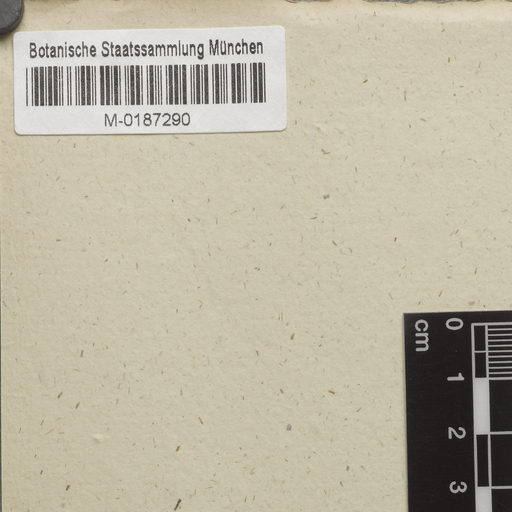 Botanische Staatssammlung München
M-0187290
cm
0
1
2
3